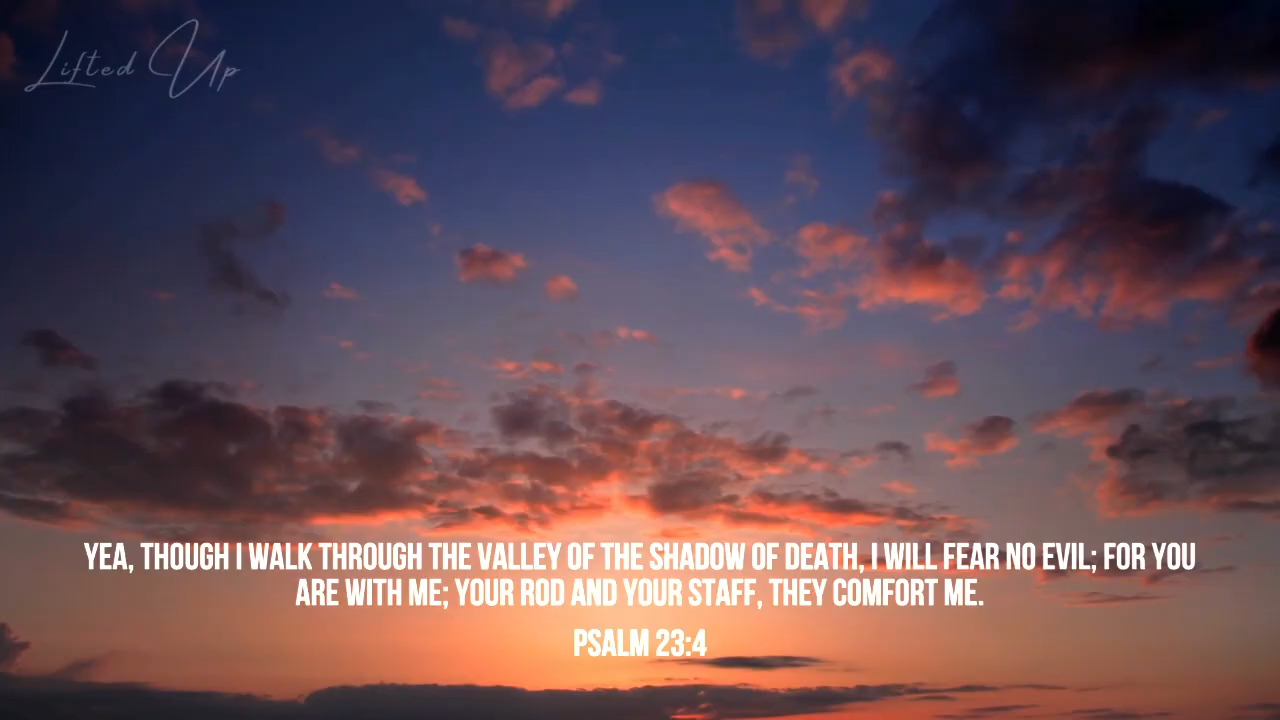 Lifted Up
YEA, THOUGH I WALK THROUGH THE VALLEY OF THE SHADOW OF DEATH, I WILL FEAR NO EVIL; FOR YOU
ARE WITH ME; YOUR ROD AND YOUR STAFF, THEY COMFORT ME.
PSALM 23:4